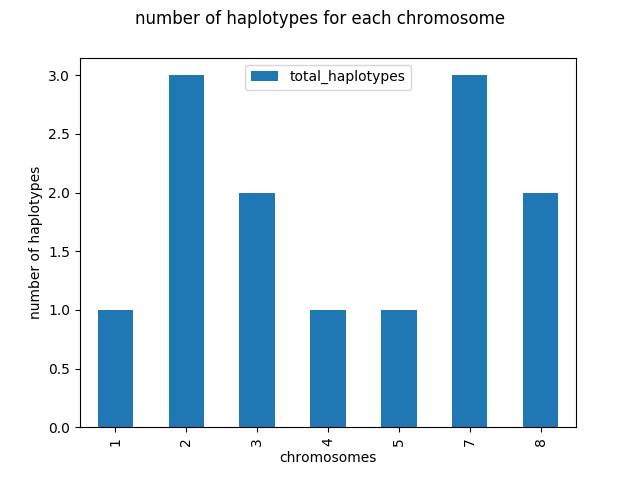 number of haplotypes for each chromosome
total_haplotypes
number of haplotypes
3.0
2.5
2.0
1.5
1.0
0.5
0.0
1 2 3 4 5 7 8
chromosomes